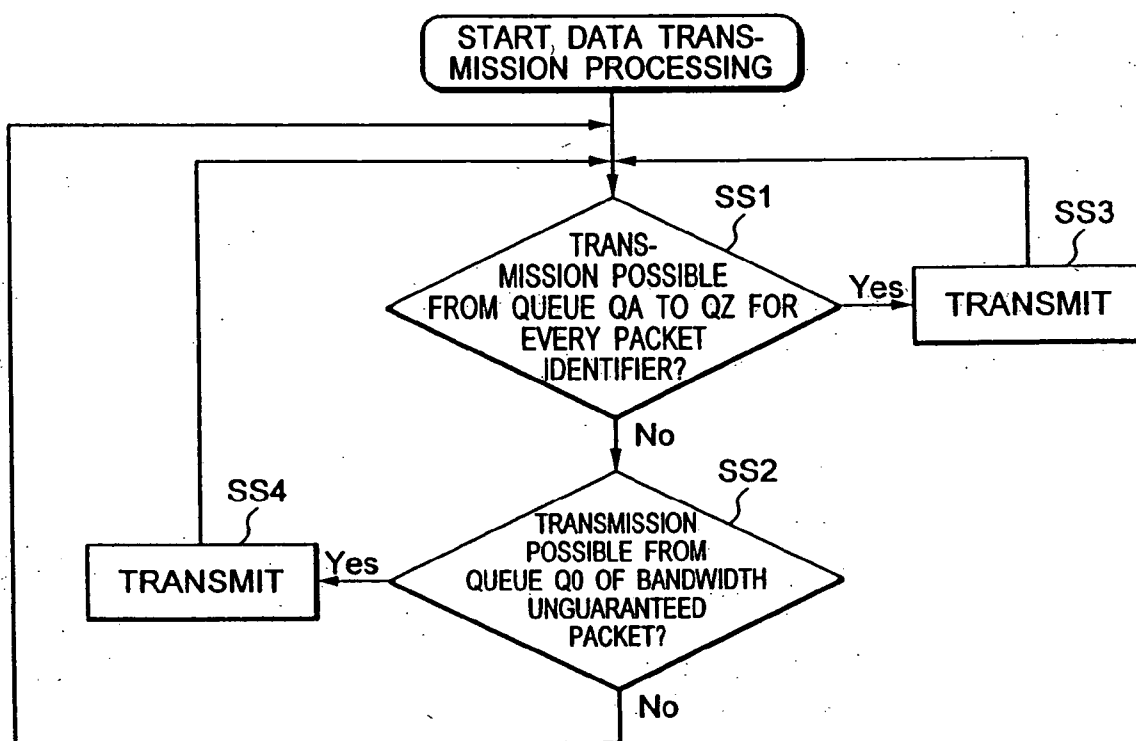 START DATA TRANS-
MISSION PROCESSING
SS1
TRANS-
MISSION POSSIBLE
FROM QUEUE QA TO QZ FOR
EVERY PACKET
IDENTIFIER?
Yes
SS3
TRANSMIT
No
SS2
TRANSMISSION
POSSIBLE FROM
QUEUE Q0 OF BANDWIDTH
UNGUARANTEED
PACKET?
Yes
SS4
TRANSMIT
No